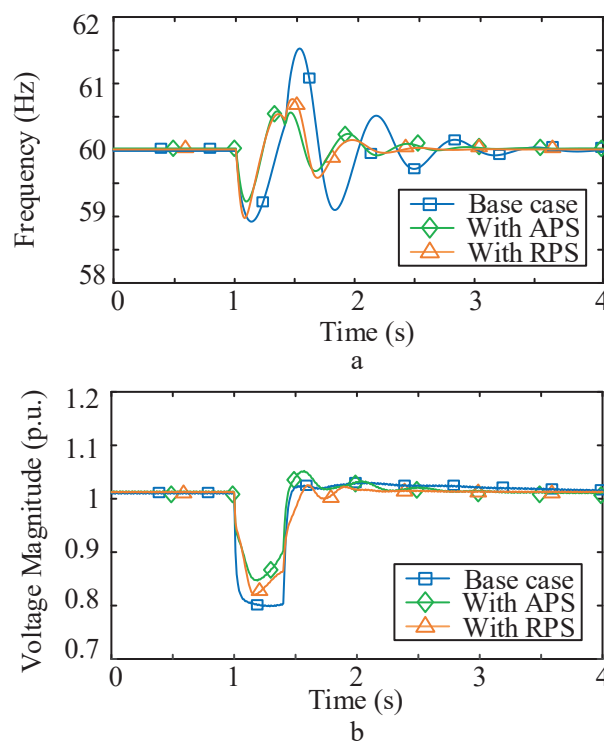 62
61
60
59
58
Frequency (Hz)
Base case
With APS
With RPS
0 1 2 3 4
Time (s)
a
1.2
1.1
1
0.9
0.8
0.7
Voltage Magnitude (p.u.)
Base case
With APS
With RPS
0 1 2 3 4
Time (s)
b